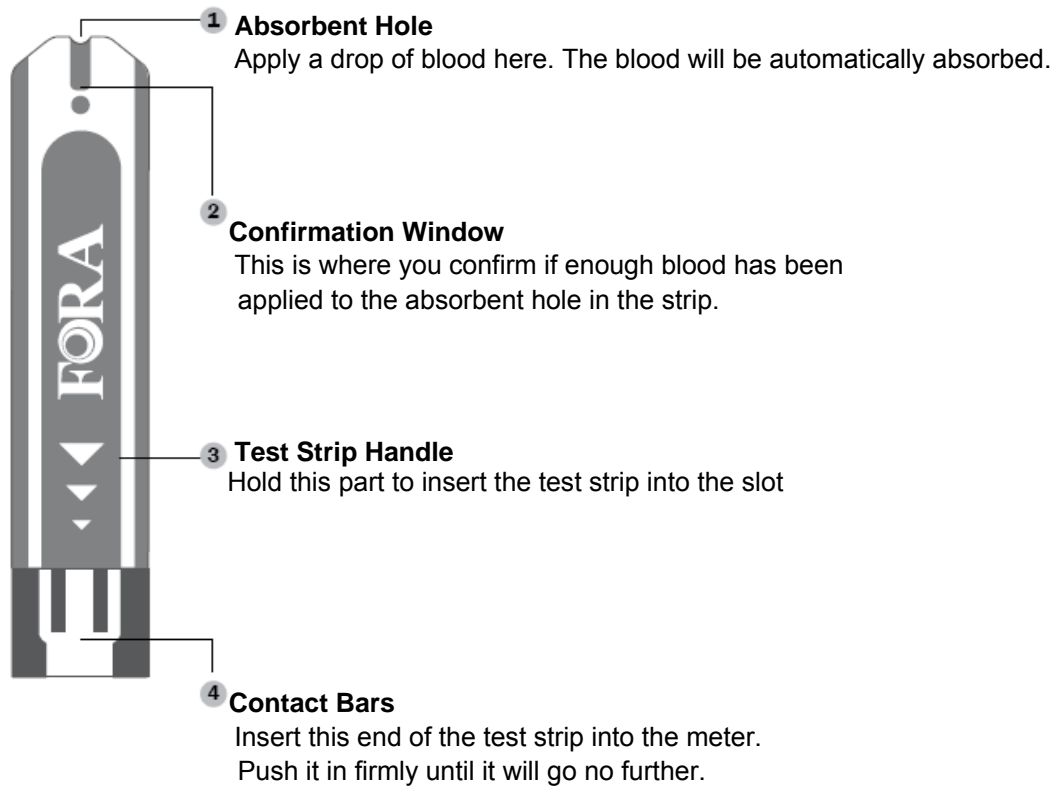 1 Absorbent Hole
Apply a drop of blood here. The blood will be automatically absorbed.
2
Confirmation Window
This is where you confirm if enough blood has been
applied to the absorbent hole in the strip.
FORA
3 Test Strip Handle
Hold this part to insert the test strip into the slot
4 Contact Bars
Insert this end of the test strip into the meter.
Push it in firmly until it will go no further.